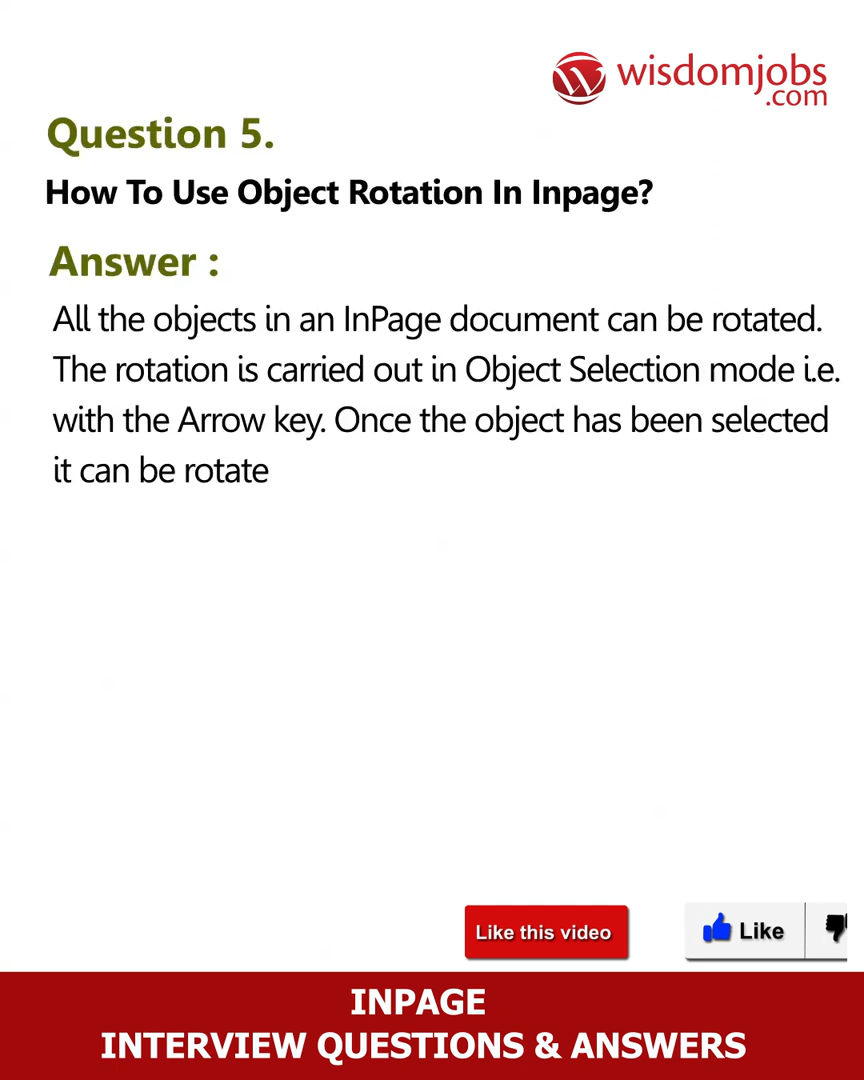 wisdomjobs
.com
Question 5.
How To Use Object Rotation In Inpage?
Answer :
All the objects in an InPage document can be rotated.
The rotation is carried out in Object Selection mode i.e.
with the Arrow key. Once the object has been selected
it can be rotate
Like this video
Like
INPAGE
INTERVIEW QUESTIONS & ANSWERS